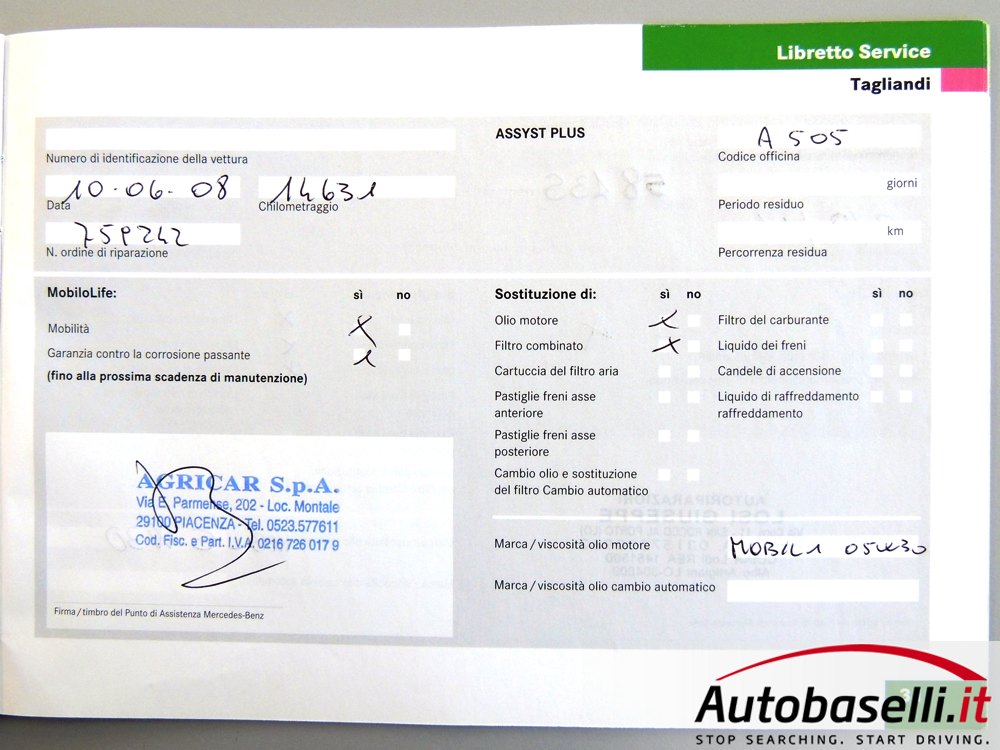 Libretto Service
Tagliandi
Numero di identificazione della vettura
10-06-08
Data
14631
Chilometraggio
759242
N. ordine di riparazione
ASSYST PLUS
A 505
Codice officina
giorni
Periodo residuo
km
Percorrenza residua
MobiloLife: sì no
Mobilità X
Garanzia contro la corrosione passante
(fino alla prossima scadenza di manutenzione)
AGRICAR S.p.A.
Via E. Parmense, 202 - Loc. Montale
29100 PIACENZA - Tel. 0523.577611
Cod. Fisc. e Part. I.V.A. 0216 726 017 9
Firma/timbro del Punto di Assistenza Mercedes-Benz
Sostituzione di: sì no
Olio motore X
Filtro combinato X
Cartuccia del filtro aria
Pastiglie freni asse
anteriore
Pastiglie freni asse
posteriore
Cambio olio e sostituzione
del filtro Cambio automatico
sì no
Filtro del carburante
Liquido dei freni
Candele di accensione
Liquido di raffreddamento
raffreddamento
Marca/viscosità olio motore MOBIL 1 05W30
Marca/viscosità olio cambio automatico
Autobaselli.it
STOP SEARCHING. START DRIVING.